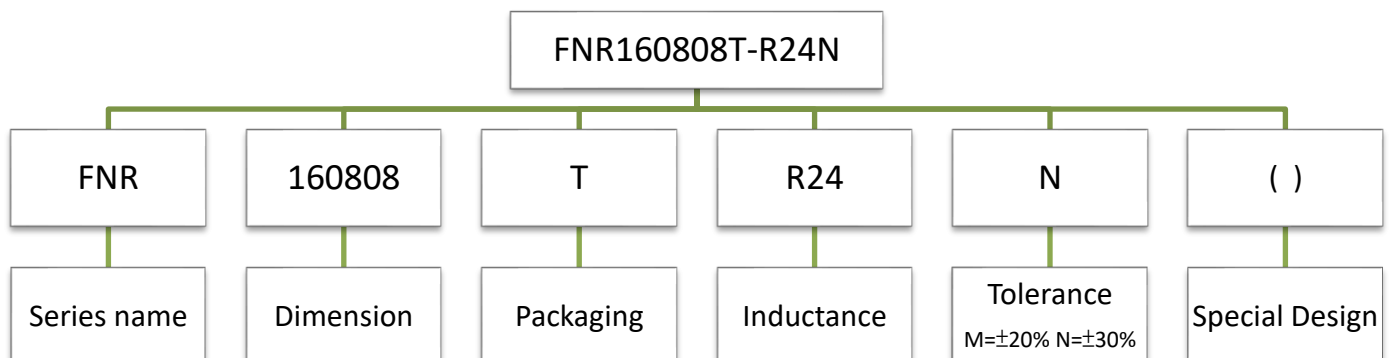 FNR160808T-R24N
FNR
160808
T
R24
N
( )
Series name
Dimension
Packaging
Inductance
Tolerance
M=±20% N=±30%
Special Design